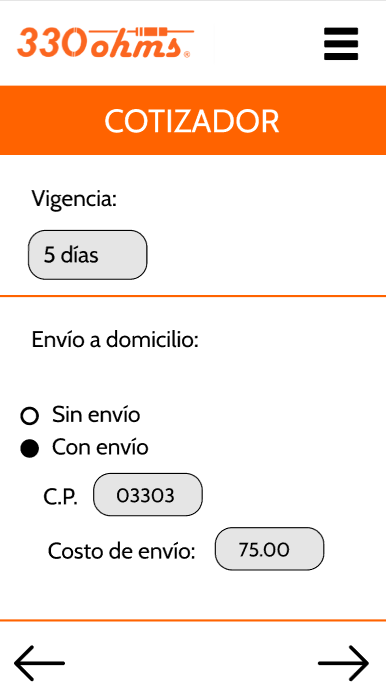 330ohms®
COTIZADOR
Vigencia:
5 días
Envío a domicilio:
Sin envío
Con envío
C.P. 03303
Costo de envío: 75.00